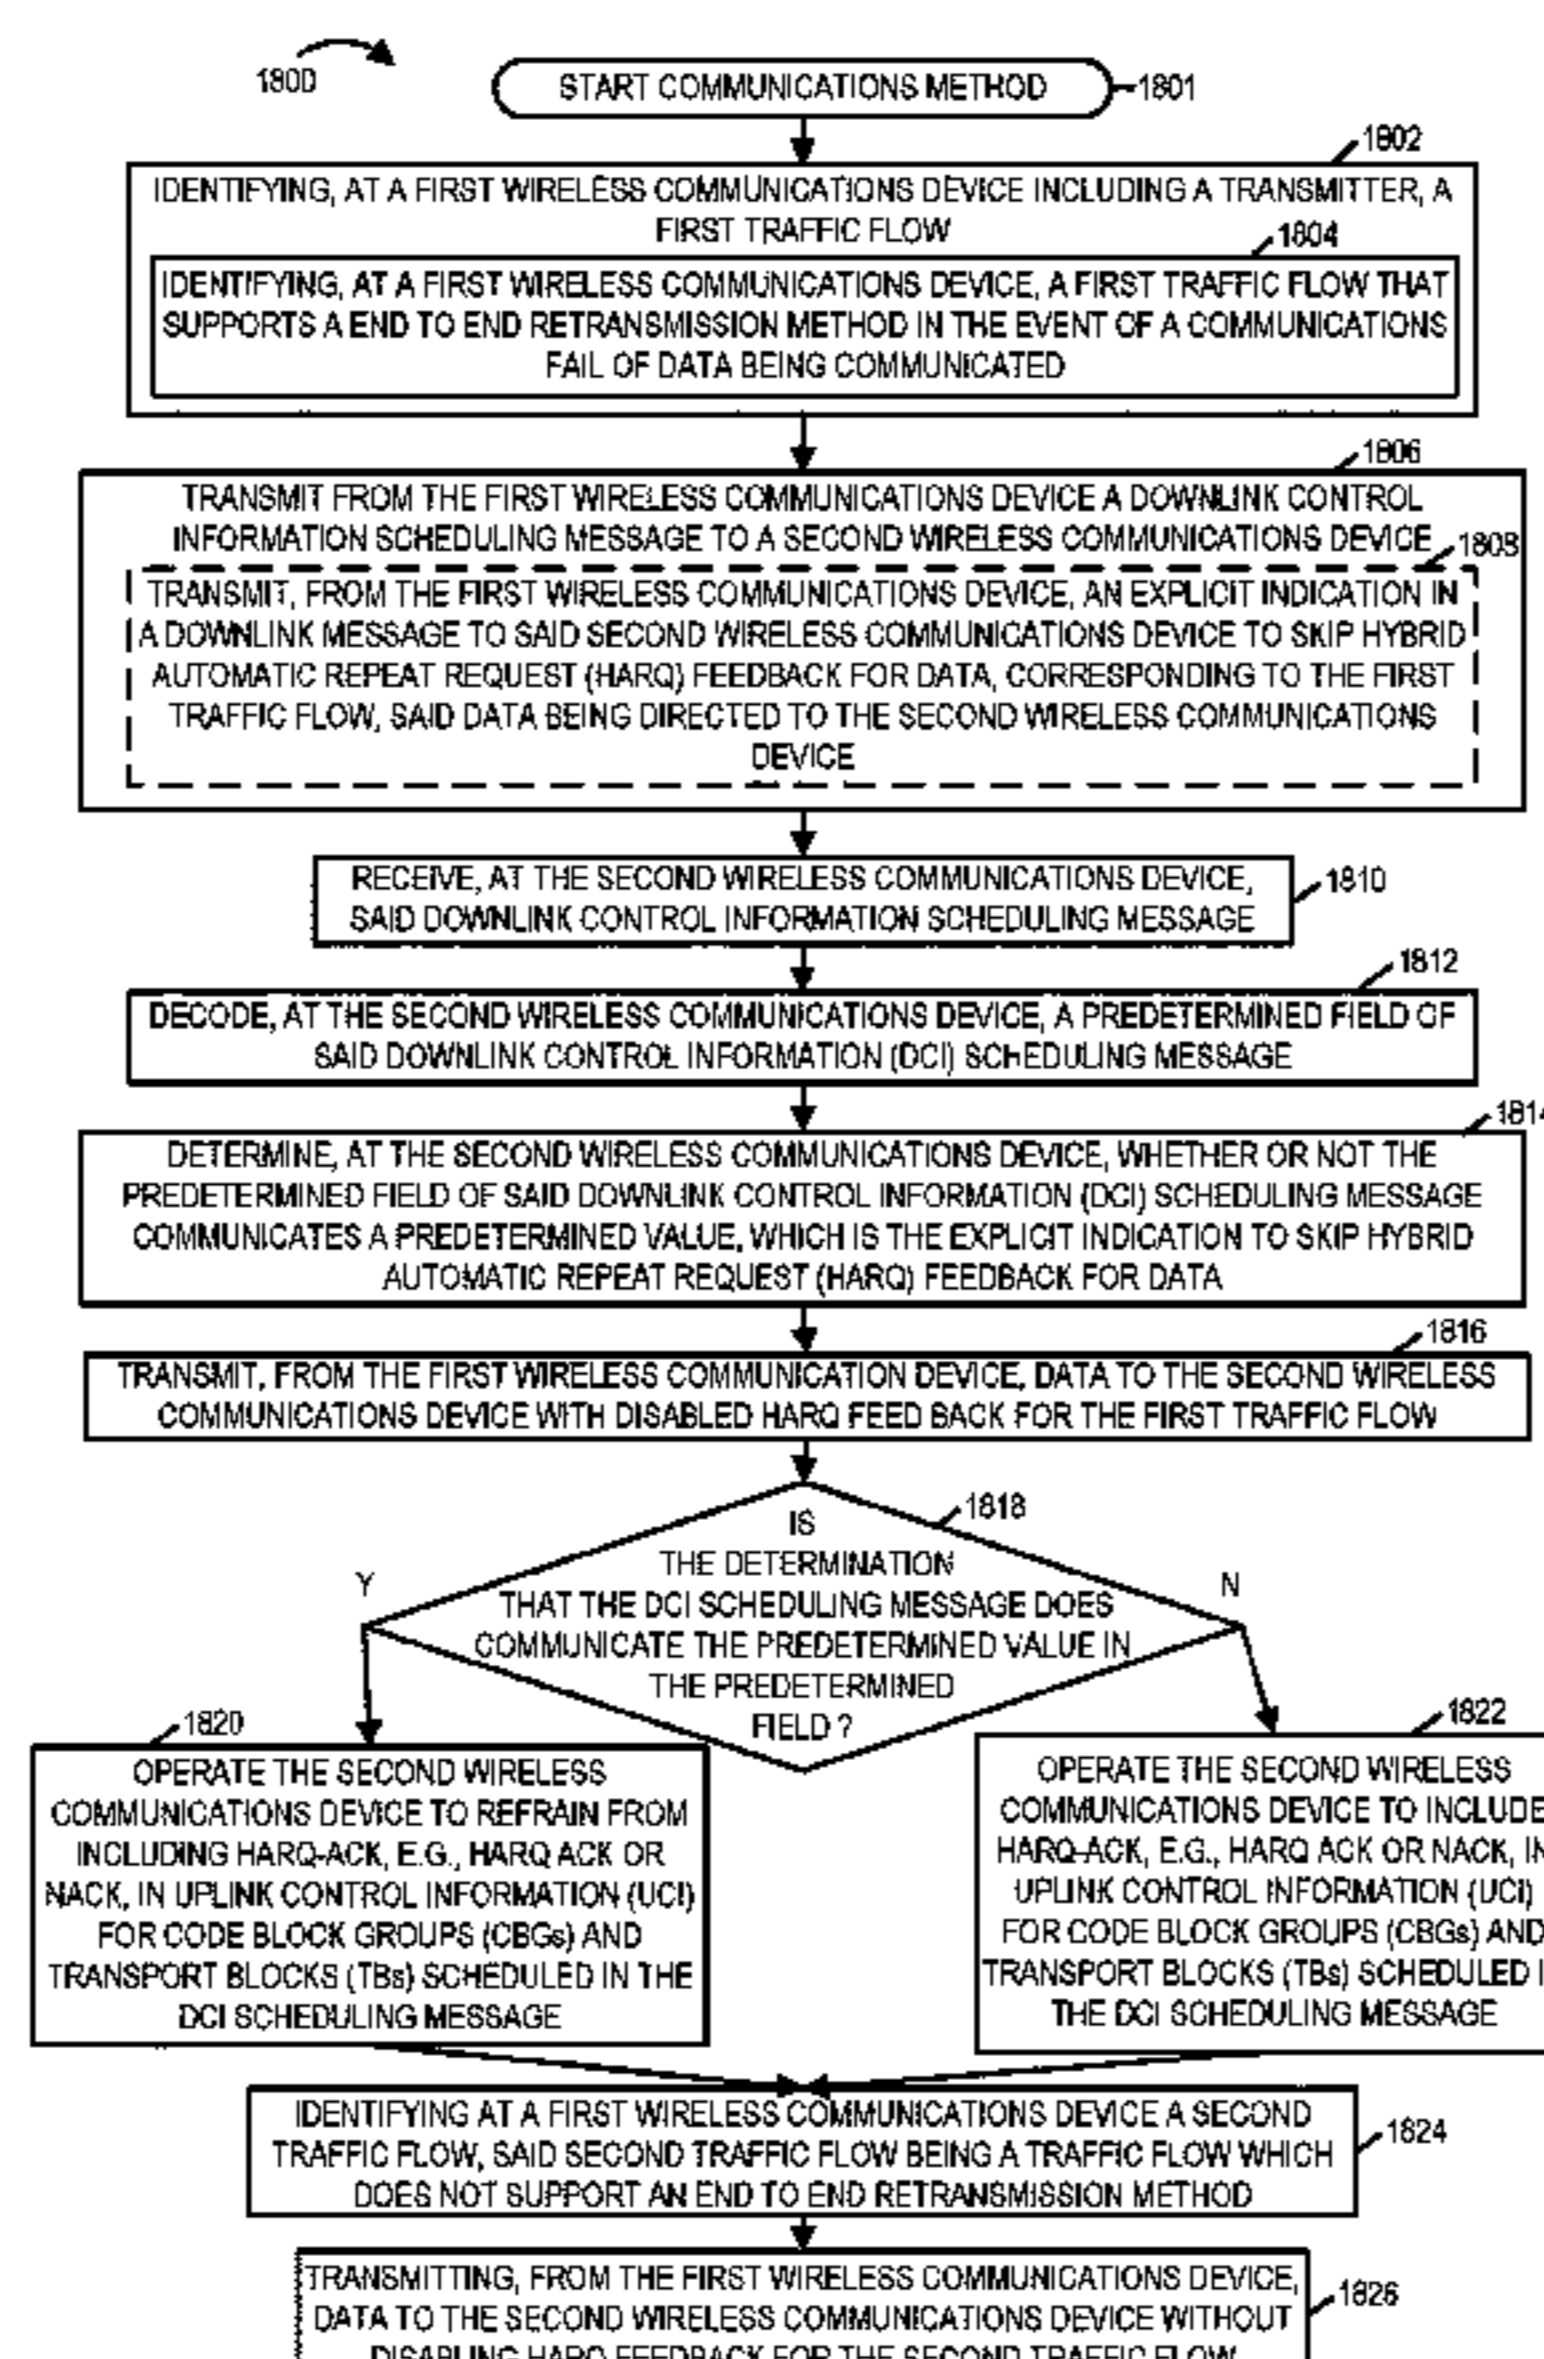 1800
START COMMUNICATIONS METHOD
1801
1802
IDENTIFYING, AT A FIRST WIRELESS COMMUNICATIONS DEVICE INCLUDING A TRANSMITTER, A
FIRST TRAFFIC FLOW
1804
IDENTIFYING, AT A FIRST WIRELESS COMMUNICATIONS DEVICE, A FIRST TRAFFIC FLOW THAT
SUPPORTS A END TO END RETRANSMISSION METHOD IN THE EVENT OF A COMMUNICATIONS
FAIL OF DATA BEING COMMUNICATED
1806
TRANSMIT FROM THE FIRST WIRELESS COMMUNICATIONS DEVICE A DOWNLINK CONTROL
INFORMATION SCHEDULING MESSAGE TO A SECOND WIRELESS COMMUNICATIONS DEVICE
1808
TRANSMIT, FROM THE FIRST WIRELESS COMMUNICATIONS DEVICE, AN EXPLICIT INDICATION IN
A DOWNLINK MESSAGE TO SAID SECOND WIRELESS COMMUNICATIONS DEVICE TO SKIP HYBRID
AUTOMATIC REPEAT REQUEST (HARQ) FEEDBACK FOR DATA, CORRESPONDING TO THE FIRST
TRAFFIC FLOW, SAID DATA BEING DIRECTED TO THE SECOND WIRELESS COMMUNICATIONS
DEVICE
RECEIVE, AT THE SECOND WIRELESS COMMUNICATIONS DEVICE,
SAID DOWNLINK CONTROL INFORMATION SCHEDULING MESSAGE
1810
1812
DECODE, AT THE SECOND WIRELESS COMMUNICATIONS DEVICE, A PREDETERMINED FIELD OF
SAID DOWNLINK CONTROL INFORMATION (DCI) SCHEDULING MESSAGE
1814
DETERMINE, AT THE SECOND WIRELESS COMMUNICATIONS DEVICE, WHETHER OR NOT THE
PREDETERMINED FIELD OF SAID DOWNLINK CONTROL INFORMATION (DCI) SCHEDULING MESSAGE
COMMUNICATES A PREDETERMINED VALUE, WHICH IS THE EXPLICIT INDICATION TO SKIP HYBRID
AUTOMATIC REPEAT REQUEST (HARQ) FEEDBACK FOR DATA
1816
TRANSMIT, FROM THE FIRST WIRELESS COMMUNICATION DEVICE, DATA TO THE SECOND WIRELESS
COMMUNICATIONS DEVICE WITH DISABLED HARQ FEED BACK FOR THE FIRST TRAFFIC FLOW
1818
IS
THE DETERMINATION
THAT THE DCI SCHEDULING MESSAGE DOES
COMMUNICATE THE PREDETERMINED VALUE IN
THE PREDETERMINED
FIELD ?
Y
N
1820
OPERATE THE SECOND WIRELESS
COMMUNICATIONS DEVICE TO REFRAIN FROM
INCLUDING HARQ-ACK, E.G., HARQ ACK OR
NACK, IN UPLINK CONTROL INFORMATION (UCI)
FOR CODE BLOCK GROUPS (CBGs) AND
TRANSPORT BLOCKS (TBs) SCHEDULED IN THE
DCI SCHEDULING MESSAGE
1822
OPERATE THE SECOND WIRELESS
COMMUNICATIONS DEVICE TO INCLUDE
HARQ-ACK, E.G., HARQ ACK OR NACK, IN
UPLINK CONTROL INFORMATION (UCI)
FOR CODE BLOCK GROUPS (CBGs) AND
TRANSPORT BLOCKS (TBs) SCHEDULED
THE DCI SCHEDULING MESSAGE
IDENTIFYING AT A FIRST WIRELESS COMMUNICATIONS DEVICE A SECOND
TRAFFIC FLOW, SAID SECOND TRAFFIC FLOW BEING A TRAFFIC FLOW WHICH
DOES NOT SUPPORT AN END TO END RETRANSMISSION METHOD
1824
TRANSMITTING, FROM THE FIRST WIRELESS COMMUNICATIONS DEVICE,
DATA TO THE SECOND WIRELESS COMMUNICATIONS DEVICE WITHOUT
DISABLING HARQ FEEDBACK FOR THE SECOND TRAFFIC FLOW
1826